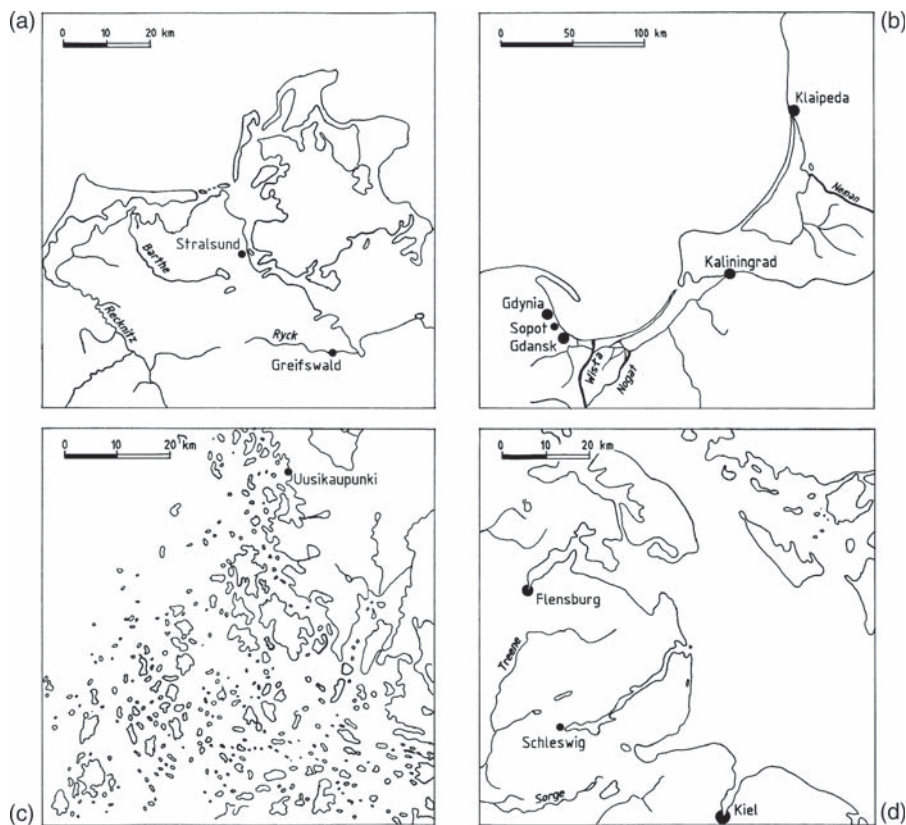 (a)
0 10 20 km
Stralsund
Barthe
Recknitz
Ryck
Greifswald
(b)
0 50 100 km
Klaipeda
Neman
Kaliningrad
Gdynia
Sopot
Gdansk
Wisła
Nogat
(c)
0 10 20 km
Uusikaupunki
(d)
0 10 20 km
Flensburg
Treene
Schleswig
Sorge
Kiel